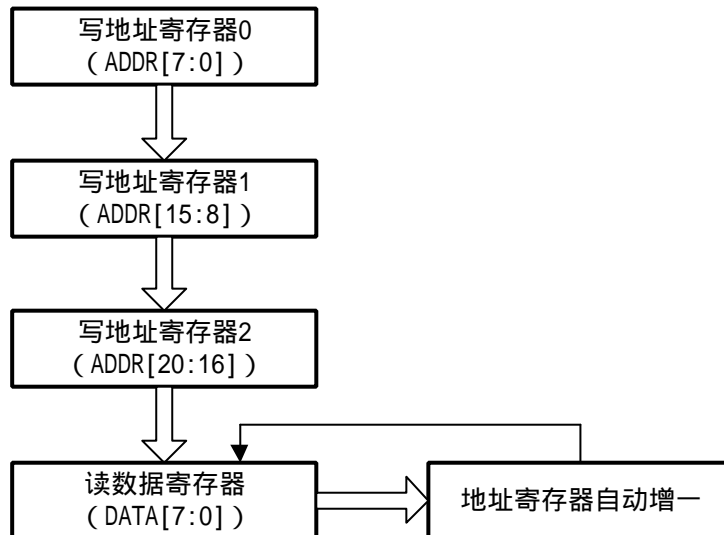 写地址寄存器0
（ADDR[7:0]）
写地址寄存器1
（ADDR[15:8]）
写地址寄存器2
（ADDR[20:16]）
读数据寄存器
（DATA[7:0]）
地址寄存器自动增一